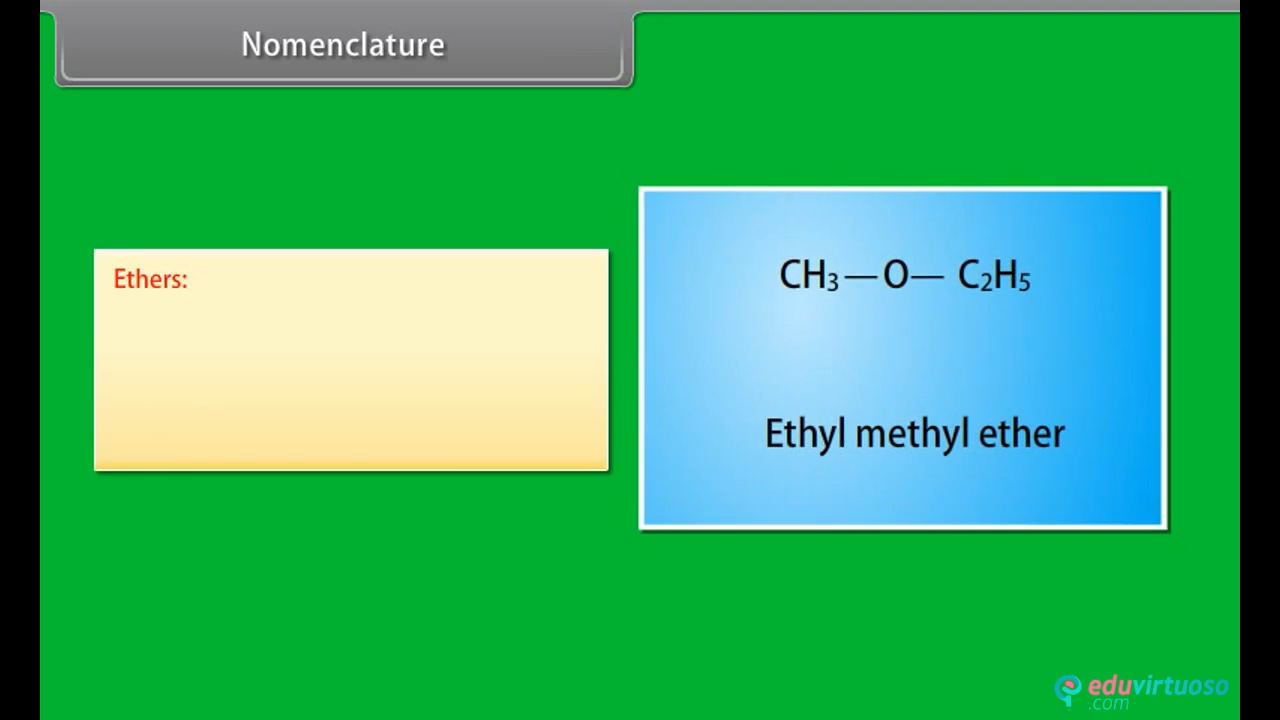 Nomenclature
Ethers:
CH₃—O— C₂H₅
Ethyl methyl ether
eduvirtuoso
.com